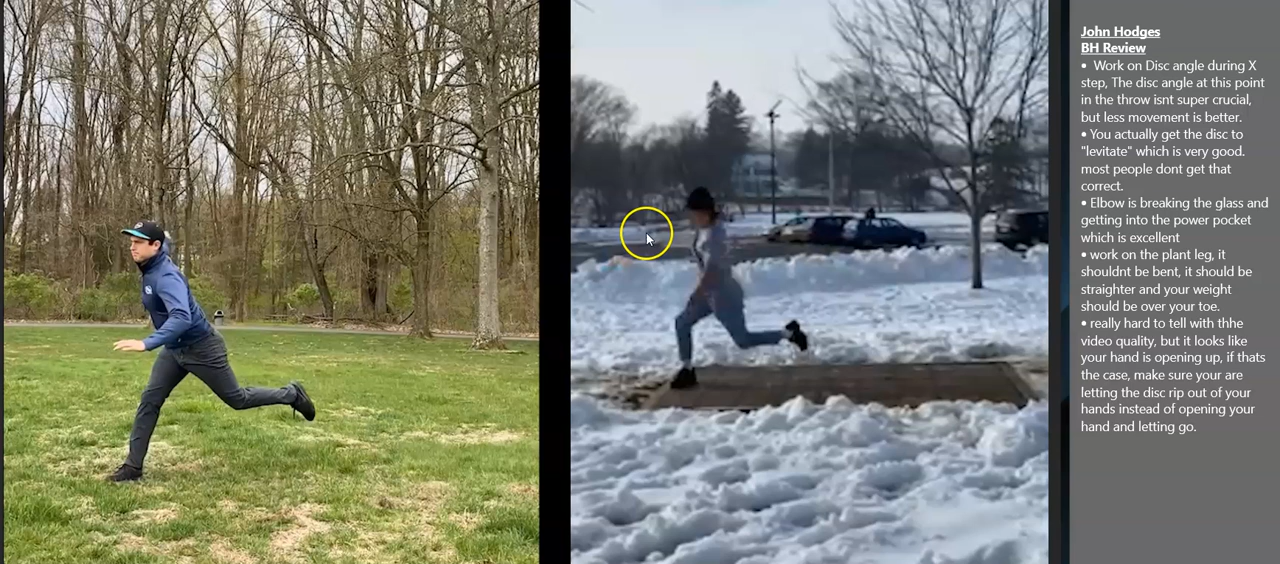 John Hodges
BH Review
• Work on Disc angle during X
step, The disc angle at this point
in the throw isnt super crucial,
but less movement is better.
• You actually get the disc to
"levitate" which is very good.
most people dont get that
correct.
• Elbow is breaking the glass and
getting into the power pocket
which is excellent
• work on the plant leg, it
shouldnt be bent, it should be
straighter and your weight
should be over your toe.
• really hard to tell with thhe
video quality, but it looks like
your hand is opening up, if thats
the case, make sure your are
letting the disc rip out of your
hands instead of opening your
hand and letting go.